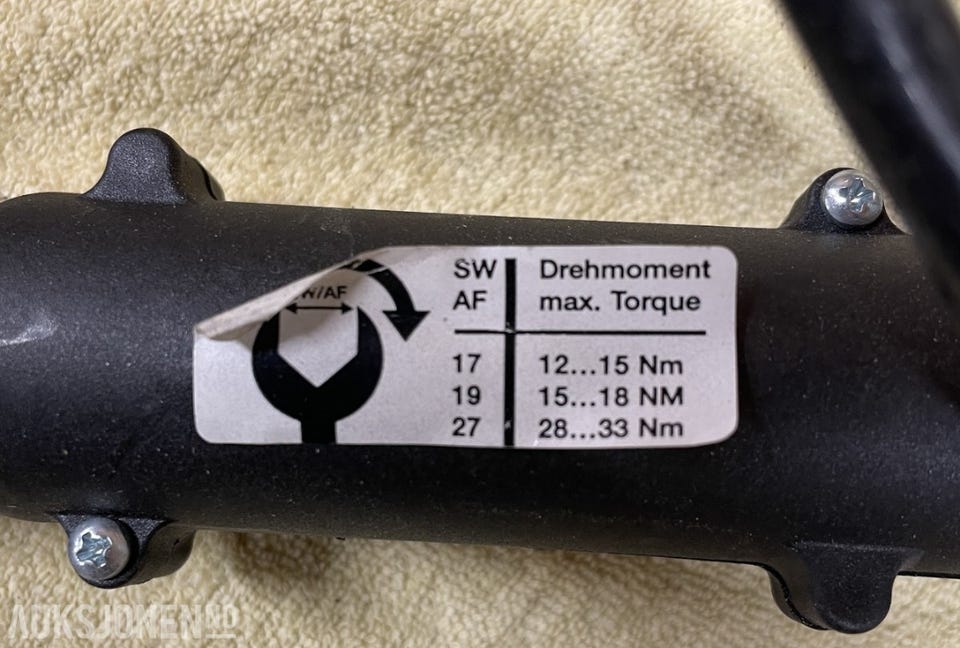 W/AF
SW Drehmoment
AF max. Torque
17 12...15 Nm
19 15...18 NM
27 28...33 Nm
AUKSJONEN NO